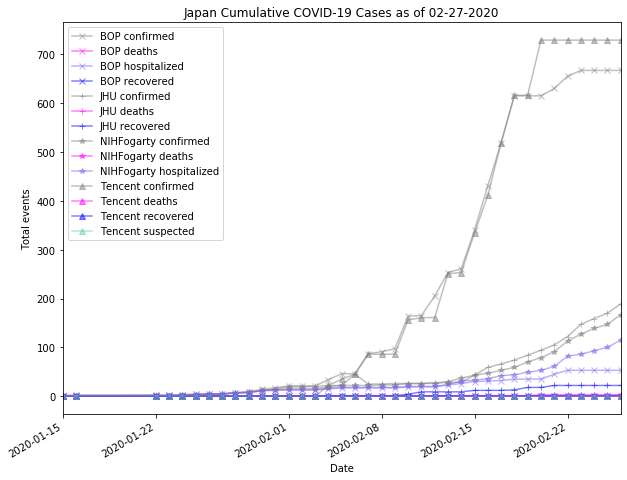 Japan Cumulative COVID-19 Cases as of 02-27-2020
BOP confirmed
BOP deaths
BOP hospitalized
BOP recovered
JHU confirmed
JHU deaths
JHU recovered
NIHFogarty confirmed
NIHFogarty deaths
NIHFogarty hospitalized
Tencent confirmed
Tencent deaths
Tencent recovered
Tencent suspected
Total events
700
600
500
400
300
200
100
0
2020-01-15
2020-01-22
2020-02-01
2020-02-08
2020-02-15
2020-02-22
Date